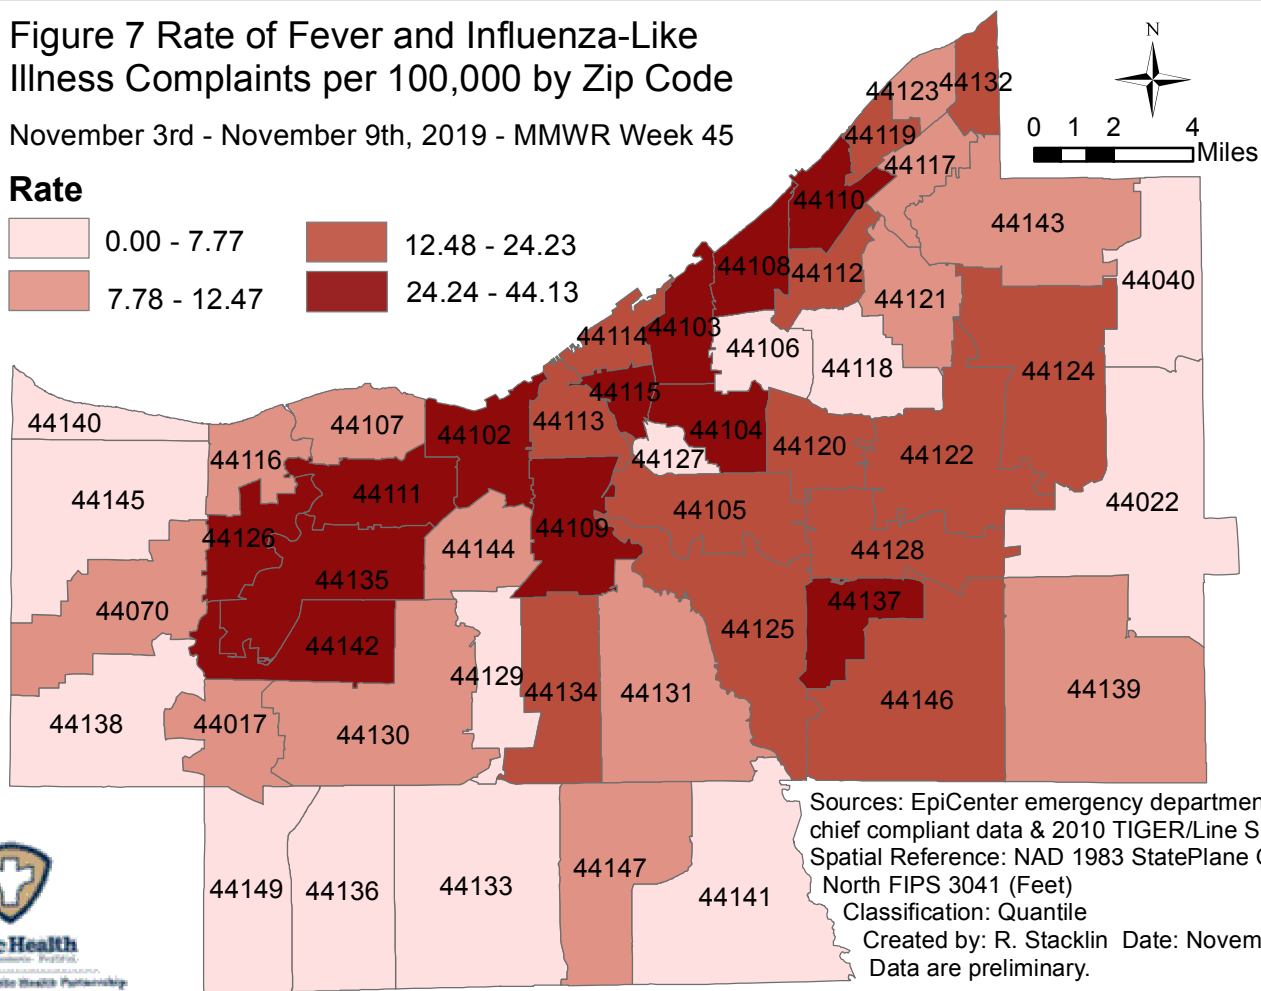 Figure 7 Rate of Fever and Influenza-Like
Illness Complaints per 100,000 by Zip Code
November 3rd - November 9th, 2019 - MMWR Week 45
Rate
0.00 - 7.77
7.78 - 12.47
12.48 - 24.23
24.24 - 44.13
N
0 1 2 4
Miles
44123
44132
44119
44117
44110
44143
44108
44112
44040
44121
44103
44114
44106
44118
44124
44115
44140
44107
44102
44113
44104
44120
44122
44116
44127
44145
44111
44022
44105
44126
44109
44144
44128
44135
44070
44137
44125
44142
44129
44134
44131
44139
44146
44138
44017
44130
44147
44149
44136
44133
44141
Sources: EpiCenter emergency departmen
chief compliant data & 2010 TIGER/Line S
Spatial Reference: NAD 1983 StatePlane
North FIPS 3041 (Feet)
Classification: Quantile
Created by: R. Stacklin Date: Novem
Data are preliminary.
c Health
lic Health Partnership